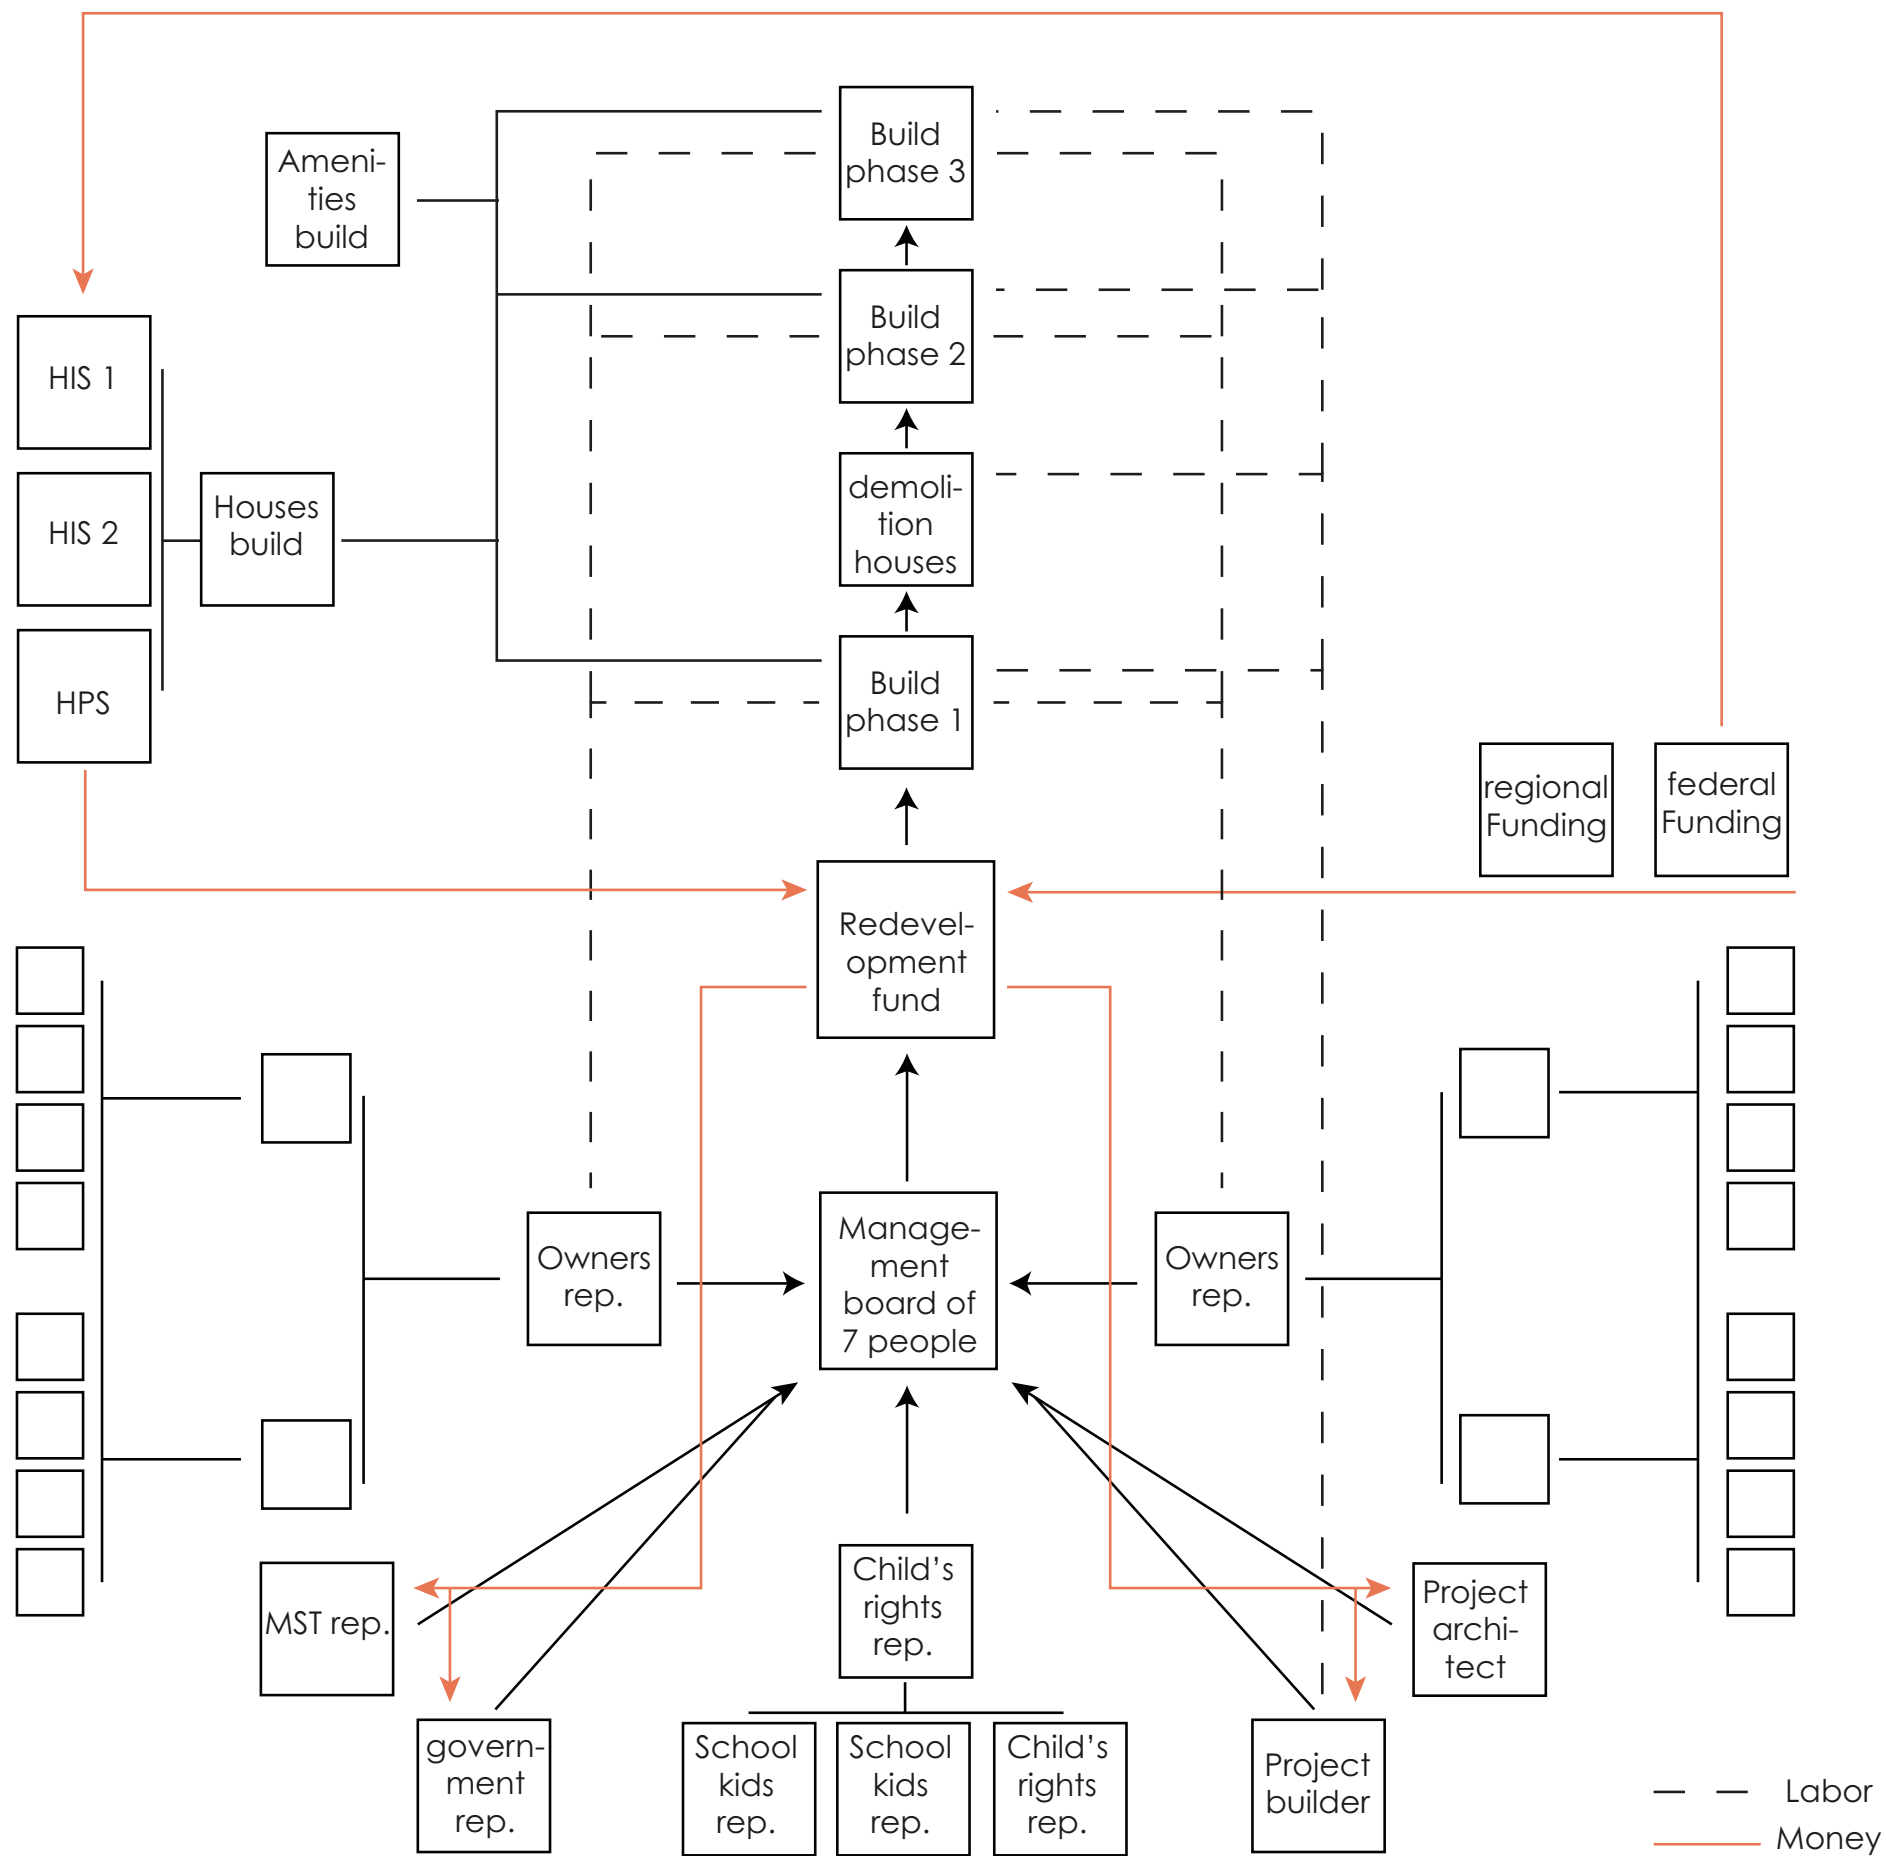 Build
phase 3
Ameni-
ties
build
Build
phase 2
HIS 1
HIS 2
HPS
Houses
build
demoli-
tion
houses
Build
phase 1
regional
Funding
federal
Funding
Redevel-
opment
fund
Owners
rep.
Manage-
ment
board of
7 people
Owners
rep.
MST rep.
Child's
rights
rep.
Project
archi-
tect
govern-
ment
rep.
School
kids
rep.
School
kids
rep.
Child's
rights
rep.
Project
builder
Labor
Money